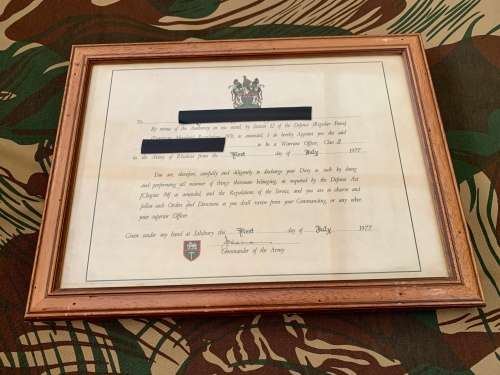 To
By virtue of the Authority on me vested, by Section 12 of the Defence (Regular Force)
Regulations, as amended, I do hereby Appoint you the said
to be a Warrant Officer, Class II
in the Army of Rhodesia from the First day of July 1977
You are, therefore, carefully and diligently to discharge your Duty as such by doing
and performing all manner of things thereunto belonging, as required by the Defence Act
[Chapter 94] as amended, and the Regulations of the Service, and you are to observe and
follow such Orders and Directions as you shall receive from your Commanding, or any other
your superior Officer
Given under my hand at Salisbury this First day of July 1977
Commander of the Army